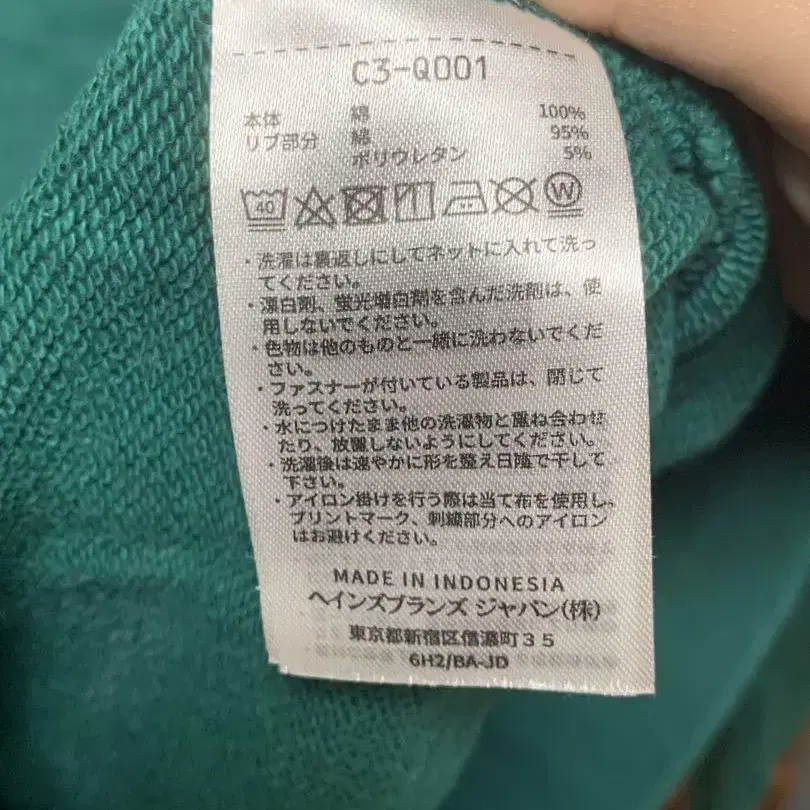 C3-Q001
本体 綿 100%
リブ部分 綿 95%
ポリウレタン 5%
40 W
・洗濯は裏返しにしてネットに入れて洗っ
てください。
・漂白剤、蛍光増白剤を含んだ洗剤は、使
用しないでください。
・色物は他のものと一緒に洗わないでくだ
さい。
・ファスナーが付いている製品は、閉じて
洗ってください。
・水につけたまま他の洗濯物と重ね合わせ
たり、放置しないようにしてください。
・洗濯後は速やかに形を整え日陰で干して
下さい。
・アイロン掛けを行う際は当て布を使用し、
プリントマーク、刺繍部分へのアイロン
はお避けください。
MADE IN INDONESIA
ヘインズブランズ ジャパン(株)
東京都新宿区信濃町35
6H2/BA-JD